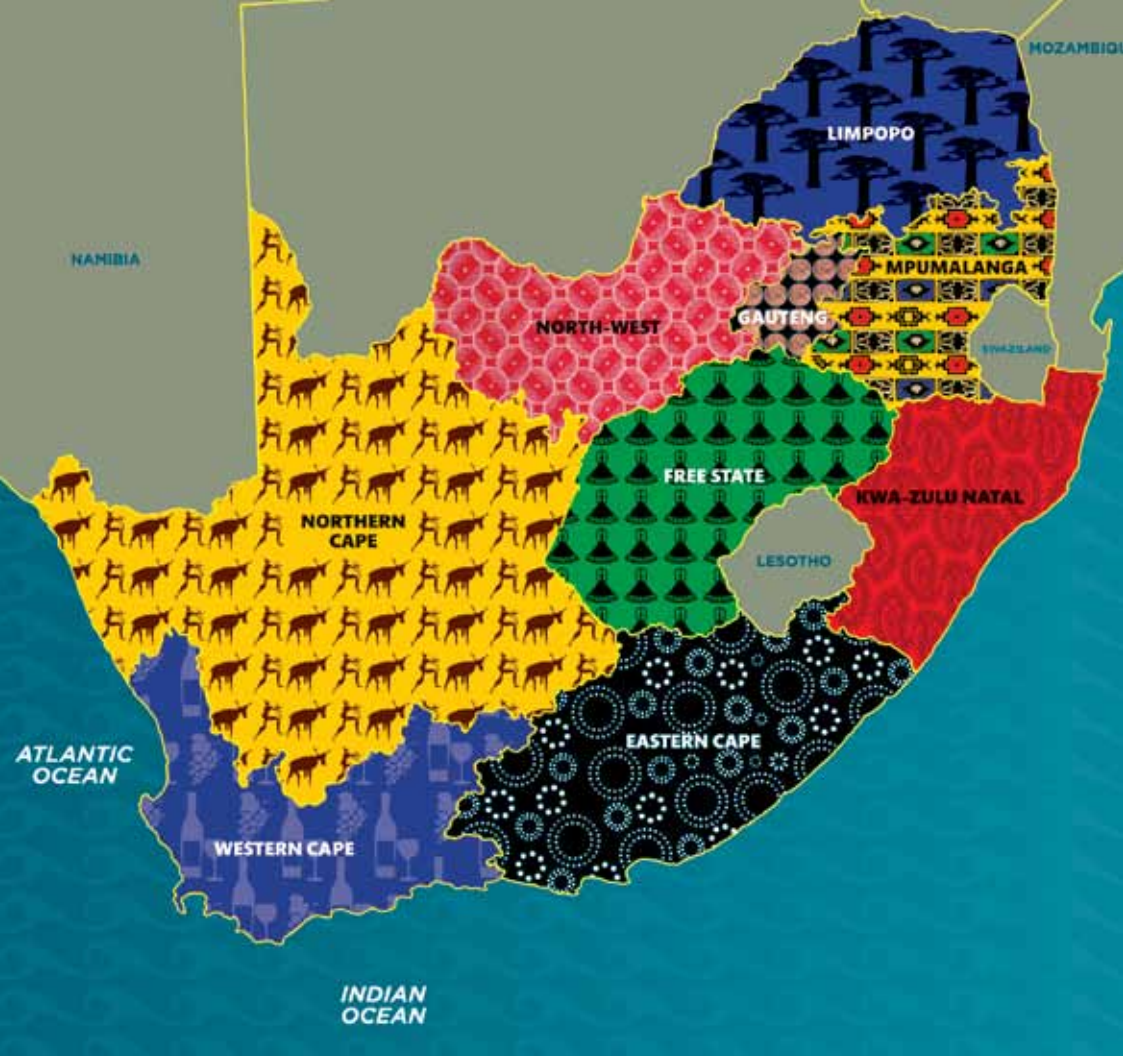 MOZAMBIQU
LIMPOPO
NAMIBIA
MPUMALANGA
GAUTENG
NORTH-WEST
SWAZILAND
FREE STATE
KWA-ZULU NATAL
NORTHERN
CAPE
LESOTHO
EASTERN CAPE
ATLANTIC
OCEAN
WESTERN CAPE
INDIAN
OCEAN